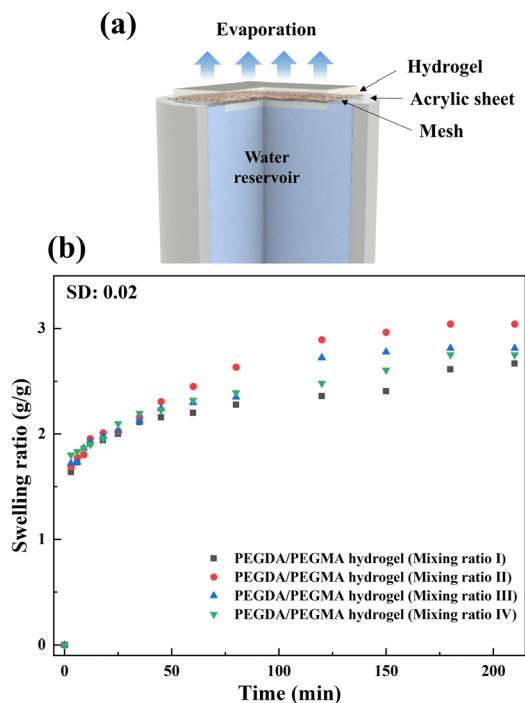 (a)
Evaporation
Hydrogel
Acrylic sheet
Mesh
Water
reservoir
(b)
SD: 0.02
3
2
1
0
Swelling ratio (g/g)
PEGDA/PEGMA hydrogel (Mixing ratio I)
PEGDA/PEGMA hydrogel (Mixing ratio II)
PEGDA/PEGMA hydrogel (Mixing ratio III)
PEGDA/PEGMA hydrogel (Mixing ratio IV)
0 50 100 150 200
Time (min)